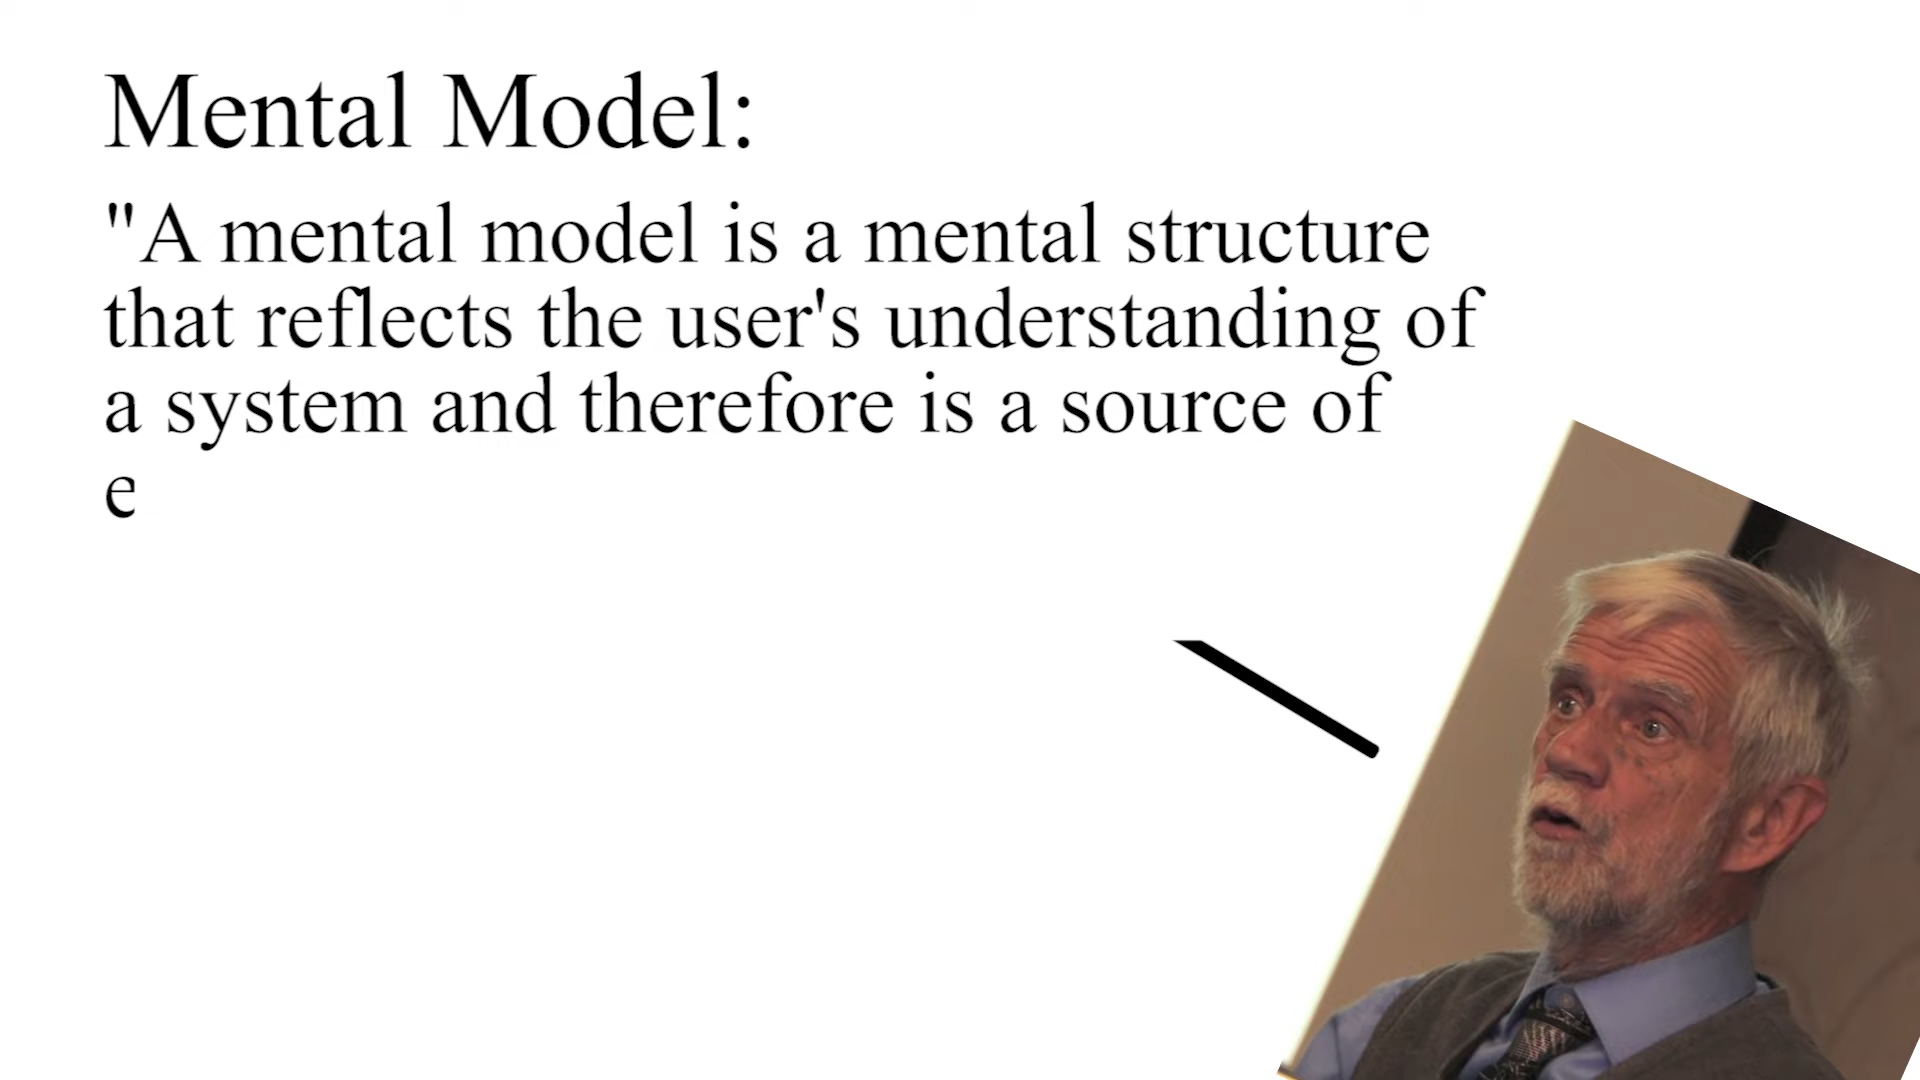 Mental Model:
"A mental model is a mental structure
that reflects the user's understanding of
a system and therefore is a source of
e